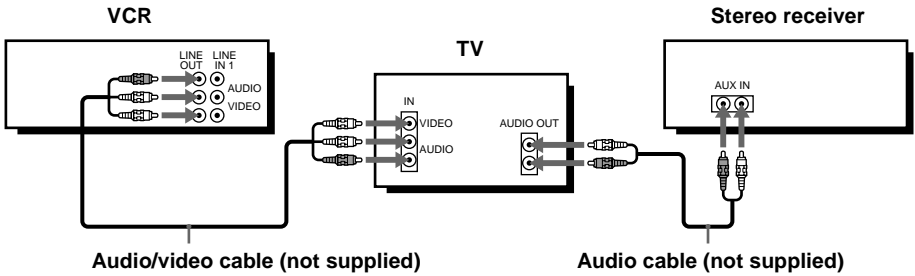 VCR
TV
Stereo receiver
LINE OUT
LINE IN 1
AUDIO
VIDEO
IN
VIDEO
AUDIO
AUDIO OUT
AUX IN
Audio/video cable (not supplied)
Audio cable (not supplied)